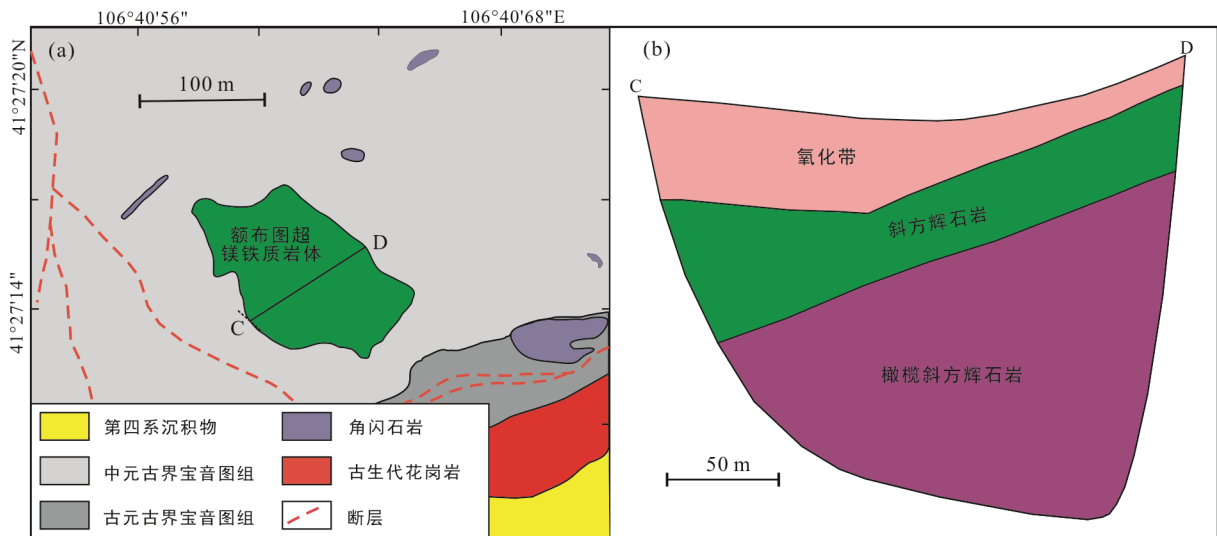 106°40'56"
106°40'68"E
41°27'20"N
41°27'14"
(a)
100 m
额布图超
镁铁质岩体
D
C
第四系沉积物
角闪石岩
中元古界宝音图组
古生代花岗岩
古元古界宝音图组
断层
(b)
C
D
氧化带
斜方辉石岩
橄榄斜方辉石岩
50 m